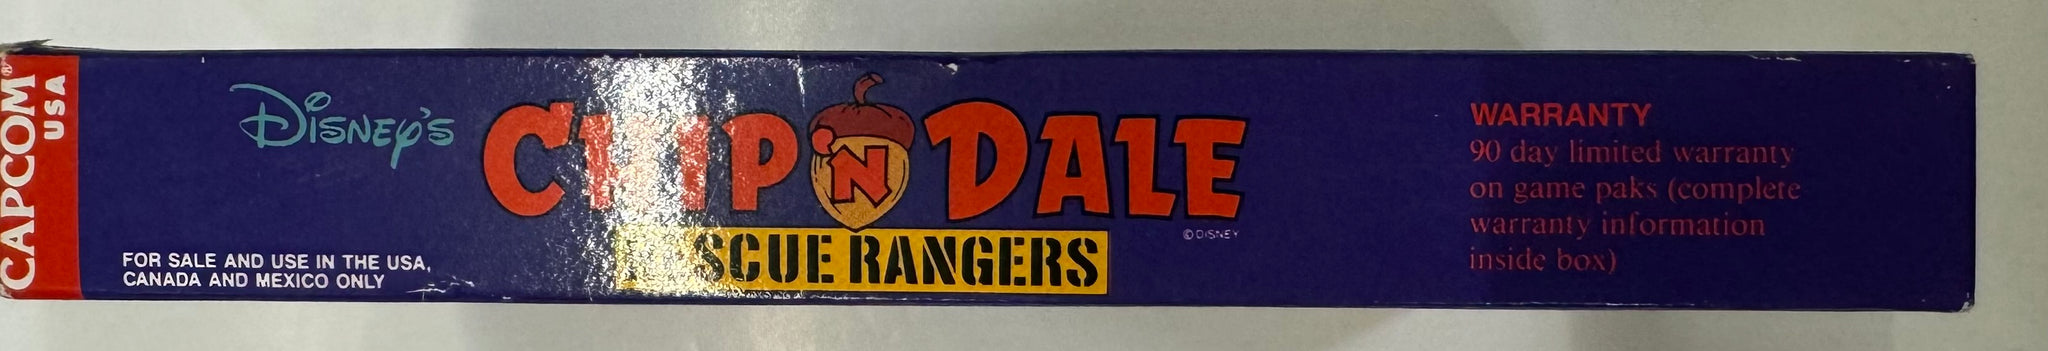 CAPCOM®
USA
DISNEY'S
CHIP N DALE
RESCUE RANGERS
© DISNEY
FOR SALE AND USE IN THE USA,
CANADA AND MEXICO ONLY
WARRANTY
90 day limited warranty
on game paks (complete
warranty information
inside box)